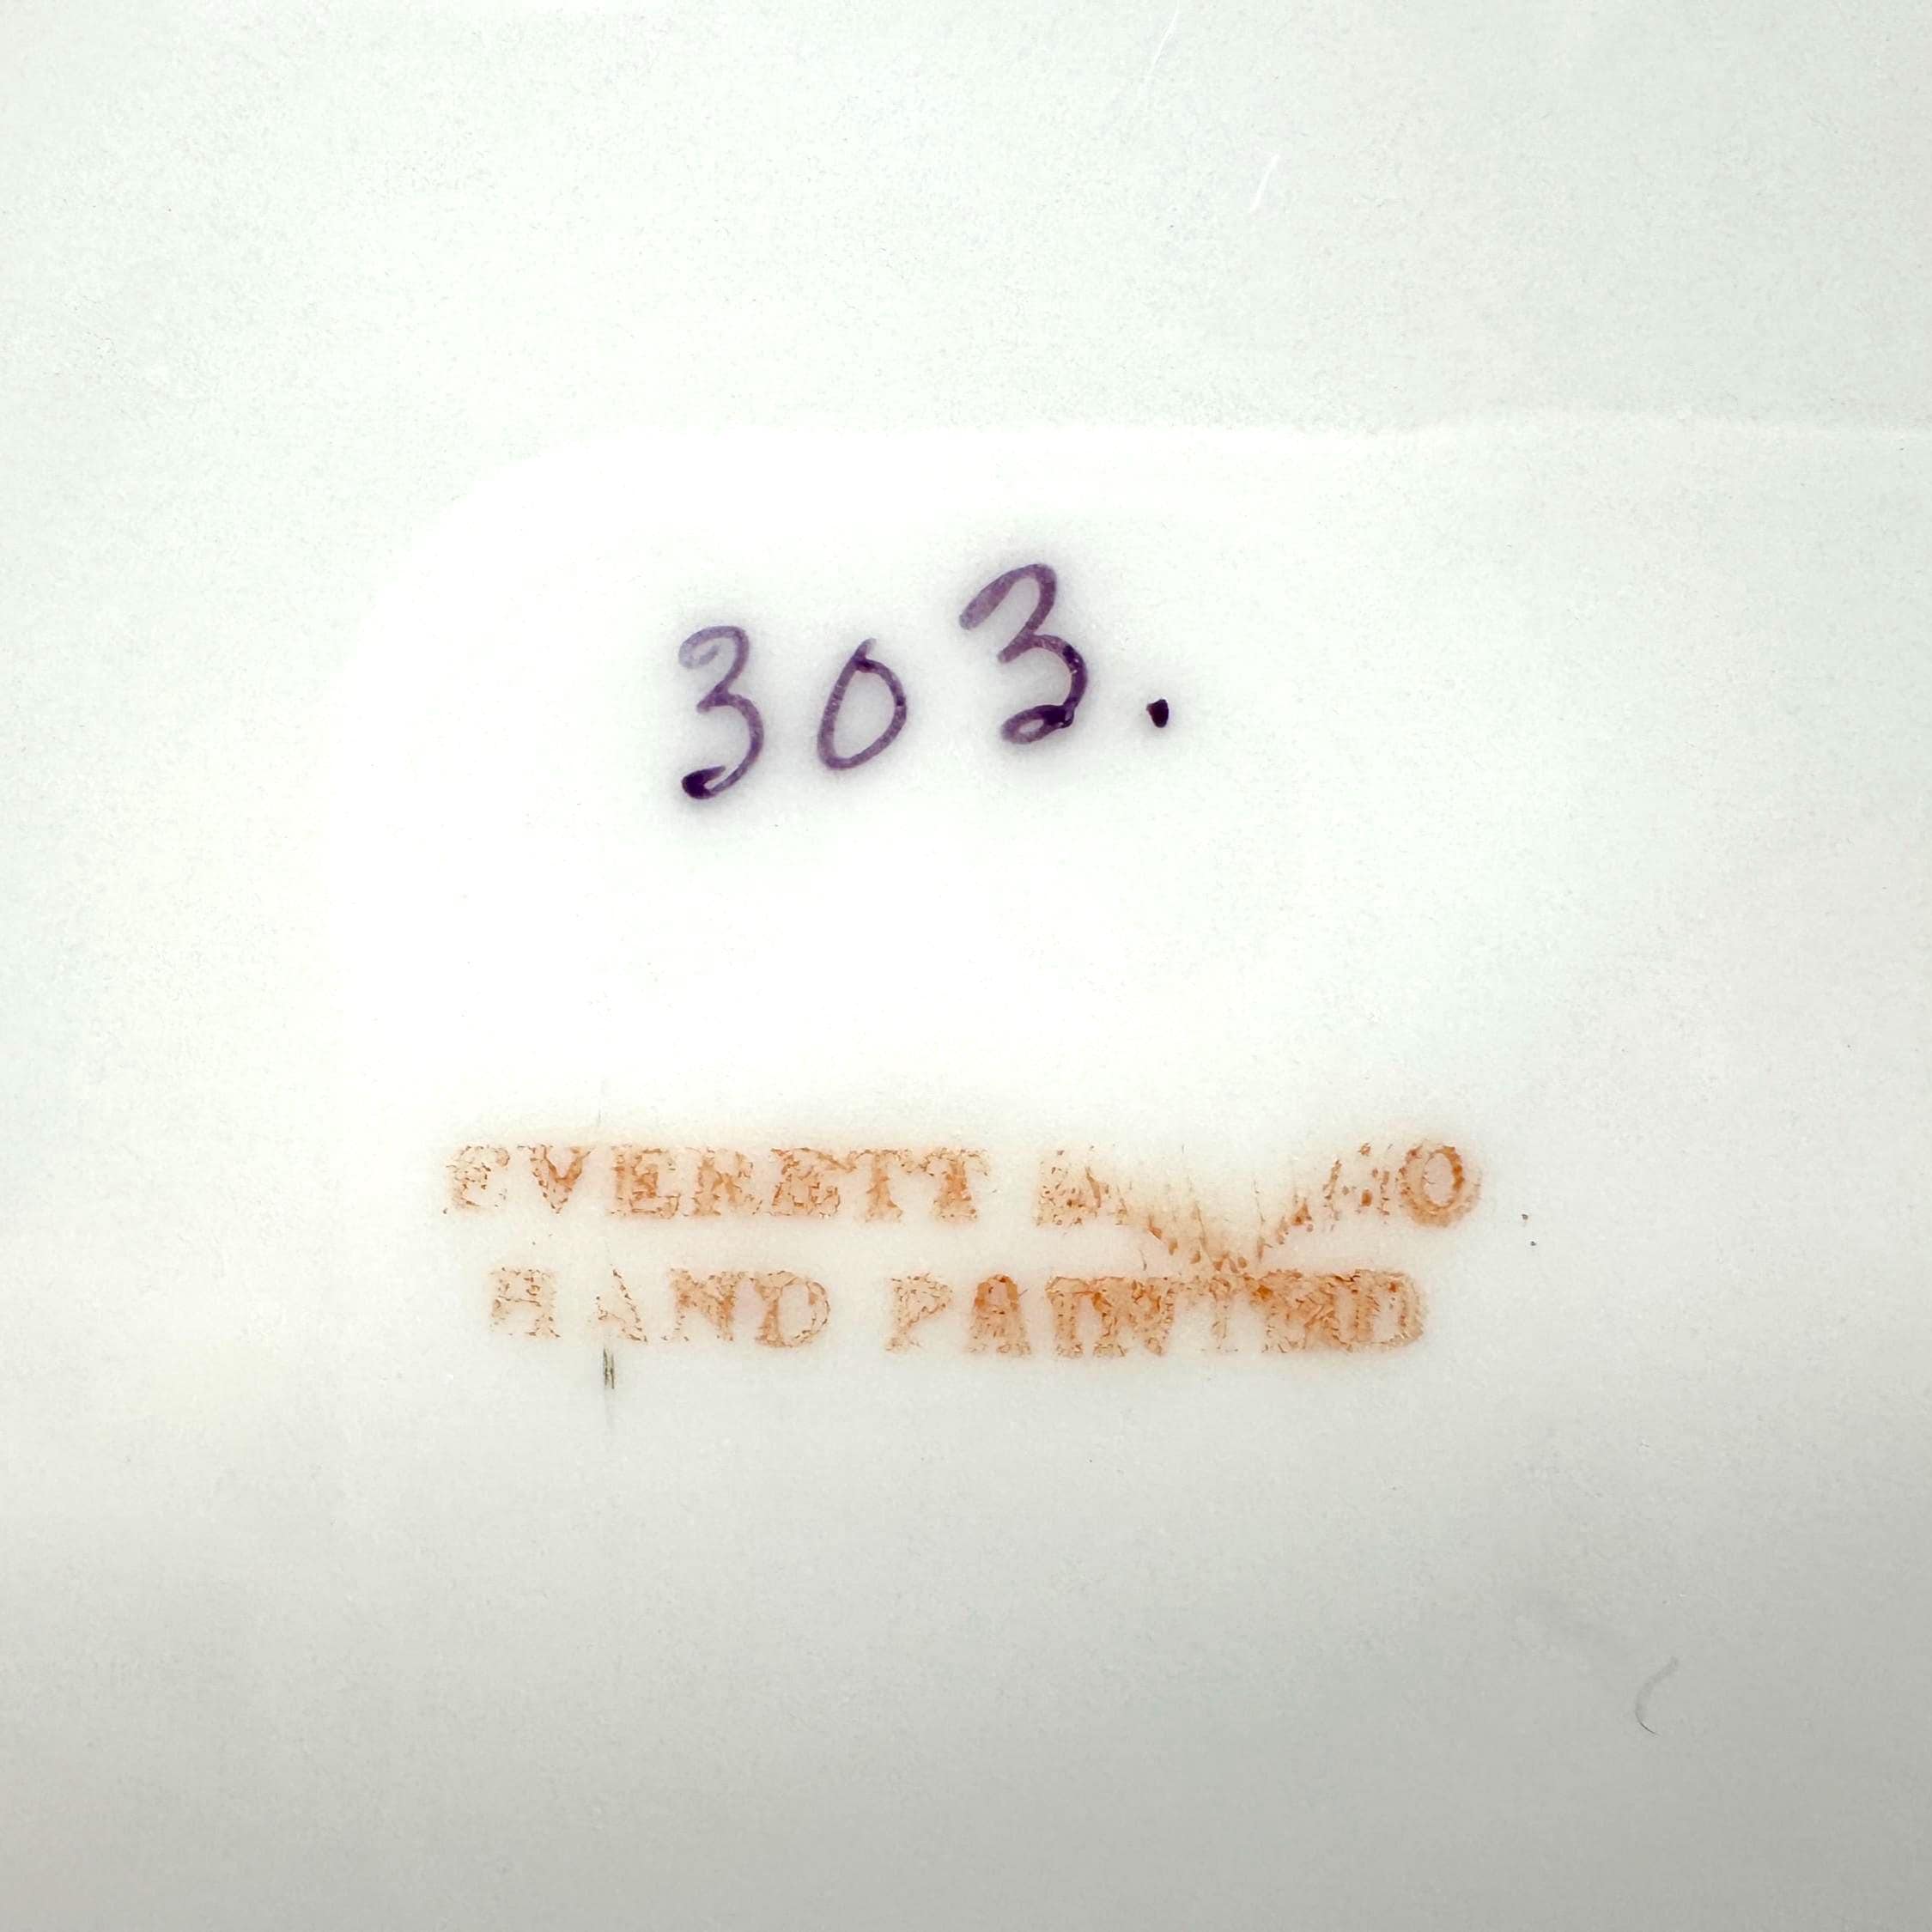 303.
EVERETT
HAND PAINTED